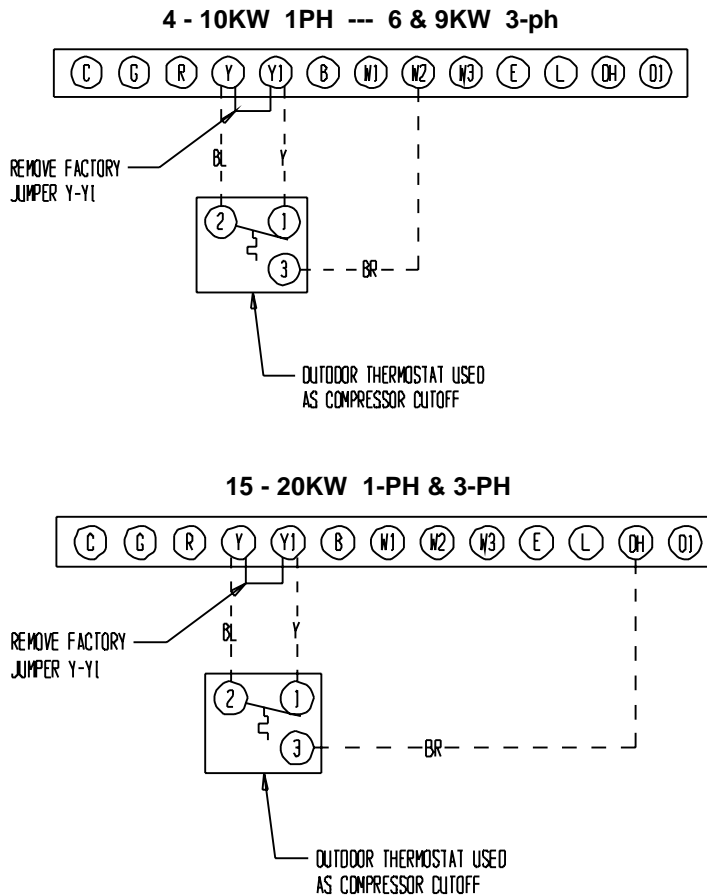 4 - 10KW 1PH --- 6 & 9KW 3-ph
C G R Y Y1 B W1 W2 W3 E L DH D1
REMOVE FACTORY
JUMPER Y-Y1
BL Y
2 1
3 BR
OUTDOOR THERMOSTAT USED
AS COMPRESSOR CUTOFF
15 - 20KW 1-PH & 3-PH
C G R Y Y1 B W1 W2 W3 E L DH D1
REMOVE FACTORY
JUMPER Y-Y1
BL Y
2 1
3 BR
OUTDOOR THERMOSTAT USED
AS COMPRESSOR CUTOFF